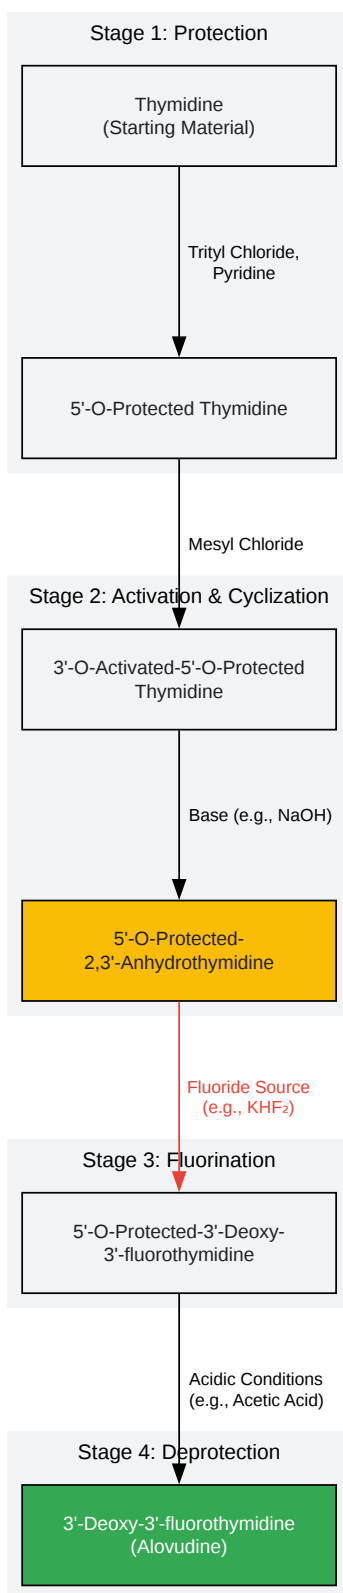 Stage 1: Protection
Thymidine
(Starting Material)
Trityl Chloride,
Pyridine
5'-O-Protected Thymidine
Mesyl Chloride
Stage 2: Activation & Cyclization
3'-O-Activated-5'-O-Protected
Thymidine
Base (e.g., NaOH)
5'-O-Protected-
2,3'-Anhydrothymidine
Fluoride Source
(e.g., KHF₂)
Stage 3: Fluorination
5'-O-Protected-3'-Deoxy-
3'-fluorothymidine
Acidic Conditions
(e.g., Acetic Acid)
Stage 4: Deprotection
3'-Deoxy-3'-fluorothymidine
(Alovudine)